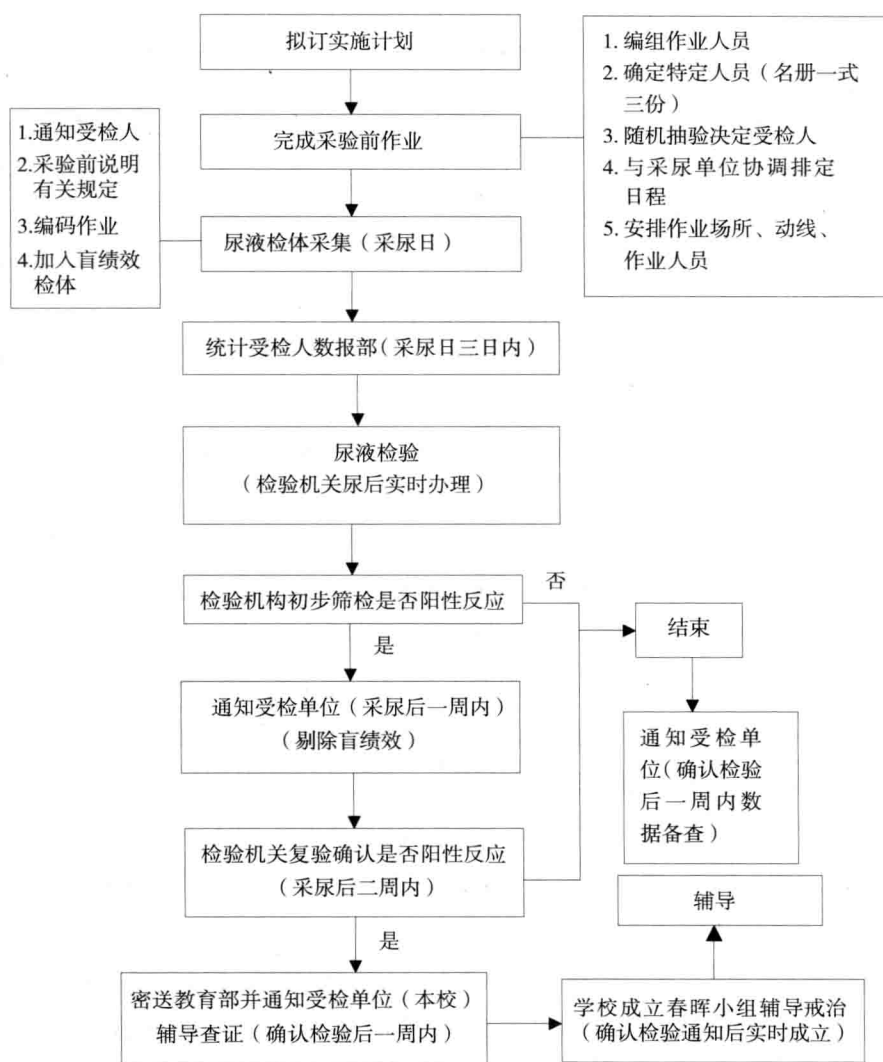 拟订实施计划
1. 编组作业人员
2. 确定特定人员（名册一式
三份）
3. 随机抽验决定受检人
4. 与采尿单位协调排定
日程
5. 安排作业场所、动线、
作业人员
完成采验前作业
1.通知受检人
2.采验前说明
有关规定
3.编码作业
4.加入盲绩效
检体
尿液检体采集（采尿日）
统计受检人数报部（采尿日三日内）
尿液检验
（检验机关尿后实时办理）
检验机构初步筛检是否阳性反应
否
是
结束
通知受检单位（采尿后一周内）
（剔除盲绩效）
通知受检单
位（确认检验
后一周内数
据备查）
检验机关复验确认是否阳性反应
（采尿后二周内）
是
辅导
密送教育部并通知受检单位（本校）
辅导查证（确认检验后一周内）
学校成立春晖小组辅导戒治
（确认检验通知后实时成立）